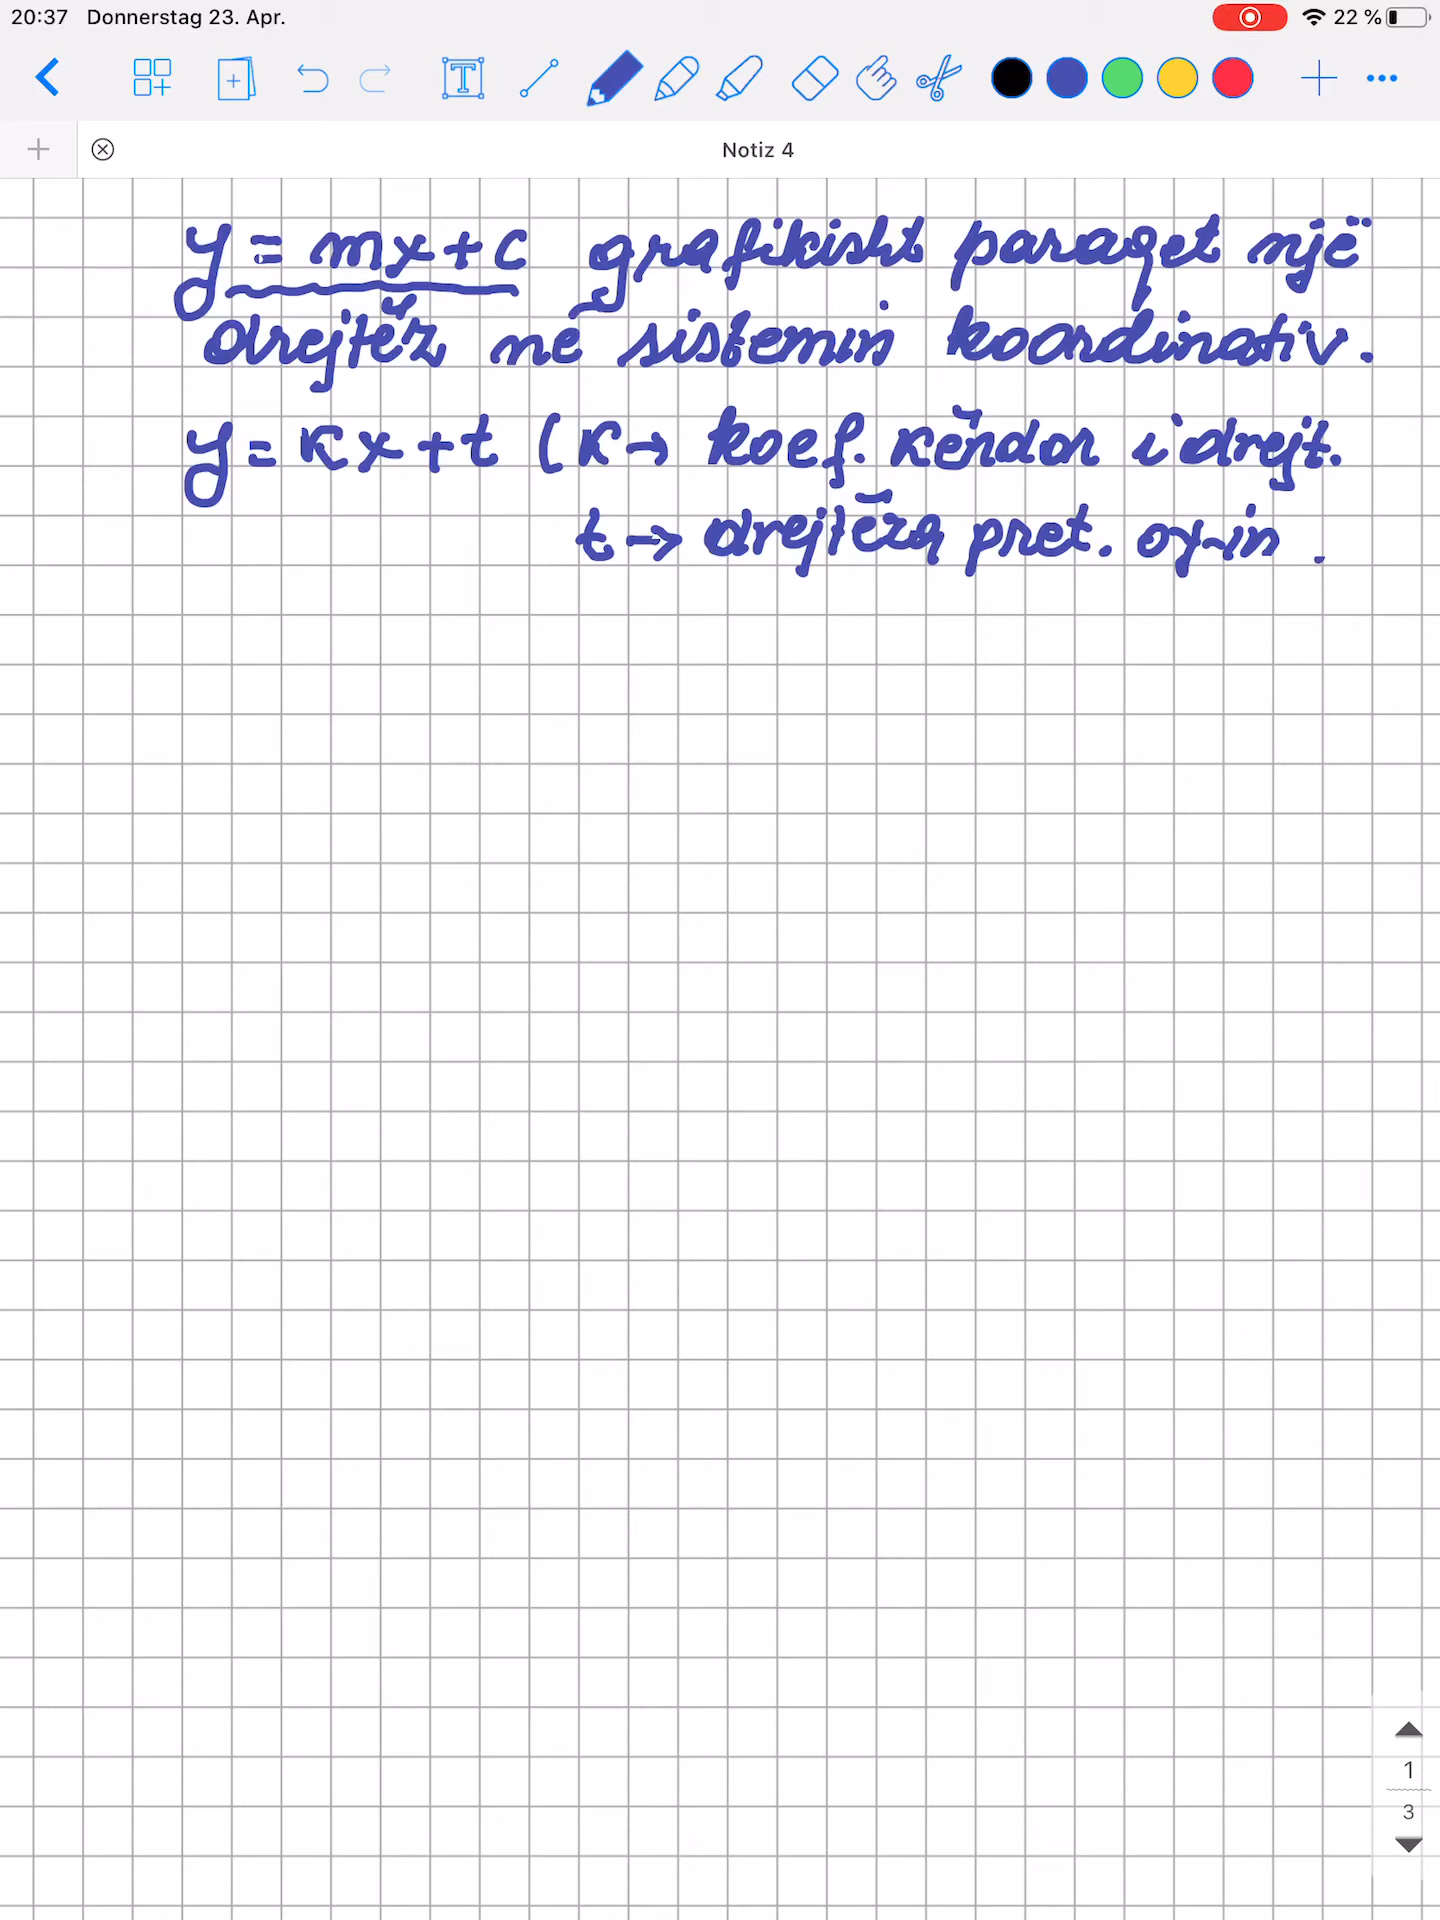 20:37 Donnerstag 23. Apr. 22 %
T
Notiz 4
y = mx + c grafikisht paraqet një
drejtëz në sistemin koordinativ.
y = kx + t (k → koef. këndor i drejt.
t → drejtëza pret. oy-in .
1
3